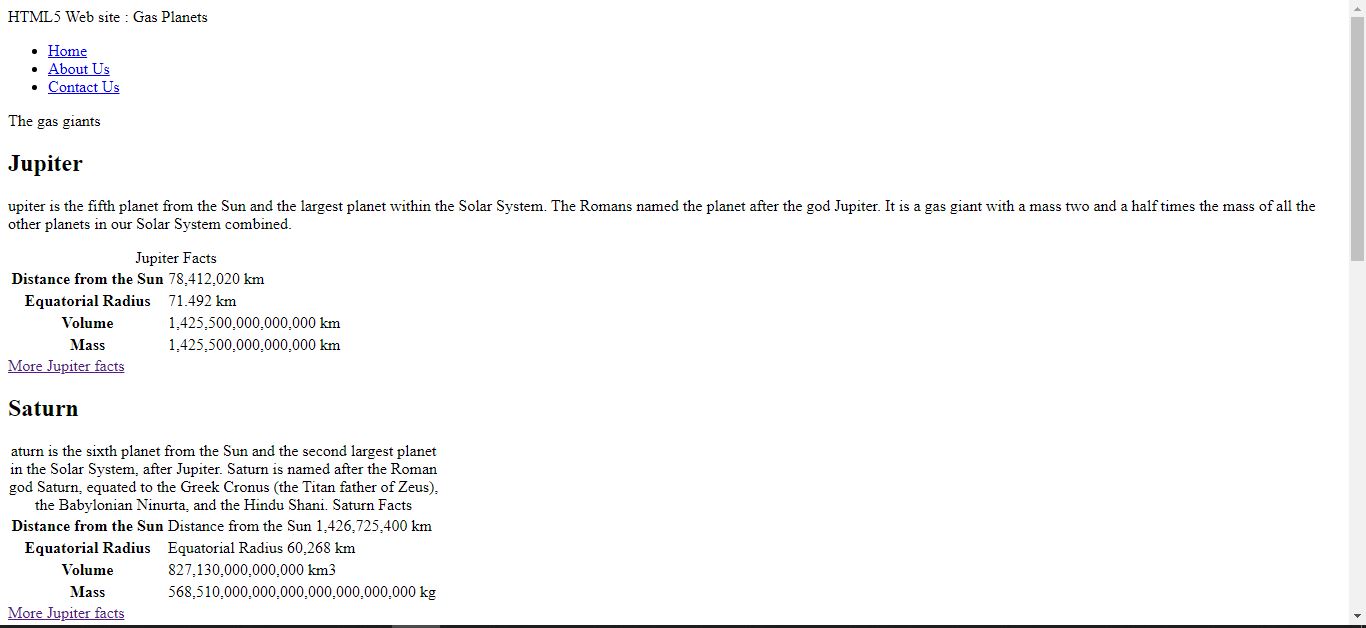 HTML5 Web site : Gas Planets
Home
About Us
Contact Us
The gas giants
Jupiter
upiter is the fifth planet from the Sun and the largest planet within the Solar System. The Romans named the planet after the god Jupiter. It is a gas giant with a mass two and a half times the mass of all the
other planets in our Solar System combined.
Jupiter Facts
Distance from the Sun 78,412,020 km
Equatorial Radius 71.492 km
Volume 1,425,500,000,000,000 km
Mass 1,425,500,000,000,000 km
More Jupiter facts
Saturn
aturn is the sixth planet from the Sun and the second largest planet
in the Solar System, after Jupiter. Saturn is named after the Roman
god Saturn, equated to the Greek Cronus (the Titan father of Zeus),
the Babylonian Ninurta, and the Hindu Shani. Saturn Facts
Distance from the Sun Distance from the Sun 1,426,725,400 km
Equatorial Radius Equatorial Radius 60,268 km
Volume 827,130,000,000,000 km3
Mass 568,510,000,000,000,000,000,000,000 kg
More Jupiter facts